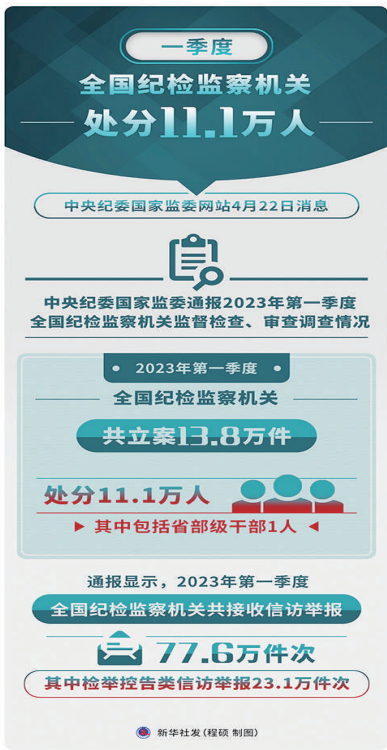 一季度
全国纪检监察机关
处分11.1万人
中央纪委国家监委网站4月22日消息
中央纪委国家监委通报2023年第一季度
全国纪检监察机关监督检查、审查调查情况
2023年第一季度
全国纪检监察机关
共立案13.8万件
处分11.1万人
其中包括省部级干部1人
通报显示，2023年第一季度
全国纪检监察机关共接收信访举报
77.6万件次
其中检举控告类信访举报23.1万件次
新华社发(程硕 制图)